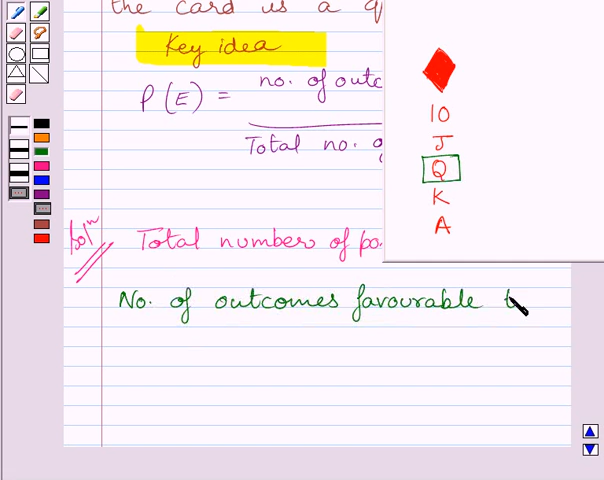 the card is a q
Key idea
P(E) = no. of outc
Total no. o
10
J
Q
K
A
Solⁿ Total number of po
No. of outcomes favourable t